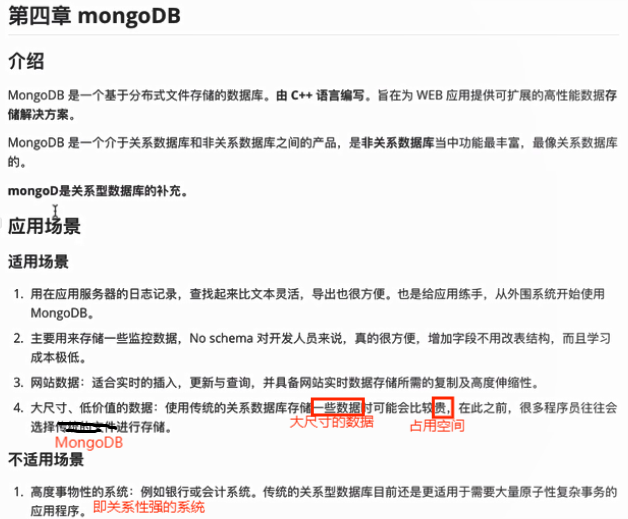 第四章 mongoDB
介绍
MongoDB 是一个基于分布式文件存储的数据库。由 C++ 语言编写。旨在为 WEB 应用提供可扩展的高性能数据存
储解决方案。
MongoDB 是一个介于关系数据库和非关系数据库之间的产品，是非关系数据库当中功能最丰富，最像关系数据库
的。
mongoD是关系型数据库的补充。
应用场景
适用场景
1. 用在应用服务器的日志记录，查找起来比文本灵活，导出也很方便。也是给应用练手，从外围系统开始使用
MongoDB。
2. 主要用来存储一些监控数据，No schema 对开发人员来说，真的很方便，增加字段不用改表结构，而且学习
成本极低。
3. 网站数据：适合实时的插入，更新与查询，并具备网站实时数据存储所需的复制及高度伸缩性。
4. 大尺寸、低价值的数据：使用传统的关系数据库存储一些数据时可能会比较贵，在此之前，很多程序员往往会
大尺寸的数据 占用空间
选择传统的文件进行存储。
MongoDB
不适用场景
1. 高度事物性的系统：例如银行或会计系统。传统的关系型数据库目前还是更适用于需要大量原子性复杂事务的
应用程序。 即关系性强的系统